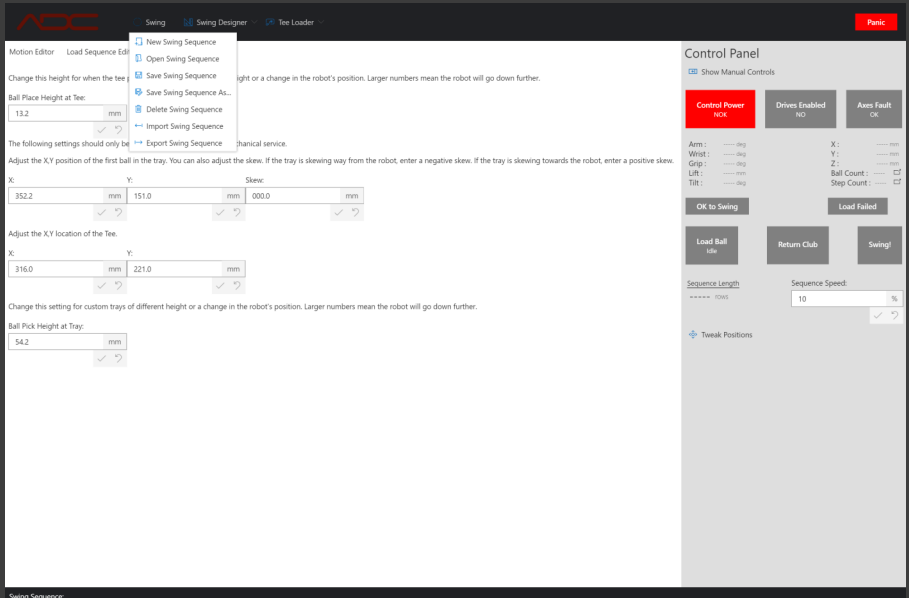 ADC
Swing
Swing Designer
Tee Loader
Panic
New Swing Sequence
Open Swing Sequence
Save Swing Sequence
Save Swing Sequence As...
Delete Swing Sequence
Import Swing Sequence
Export Swing Sequence
Motion Editor Load Sequence Edi
Change this height for when the tee ight or a change in the robot's position. Larger numbers mean the robot will go down further.
Ball Place Height at Tee:
13.2 mm
The following settings should only be chanical service.
Adjust the X,Y position of the first ball in the tray. You can also adjust the skew. If the tray is skewing way from the robot, enter a negative skew. If the tray is skewing towards the robot, enter a positive skew.
X: Y: Skew:
352.2 mm 151.0 mm 000.0 mm
Adjust the X,Y location of the Tee.
X: Y:
316.0 mm 221.0 mm
Change this setting for custom trays of different height or a change in the robot's position. Larger numbers mean the robot will go down further.
Ball Pick Height at Tray:
54.2 mm
Control Panel
Show Manual Controls
Control Power
NOK
Drives Enabled
NO
Axes Fault
OK
Arm : ----- deg X : ----- mm
Wrist : ----- deg Y : ----- mm
Grip : ----- deg Z : ----- mm
Lift : ----- mm Ball Count : -----
Tilt : ----- deg Step Count : -----
OK to Swing
Load Failed
Load Ball
Idle
Return Club
Swing!
Sequence Length Sequence Speed:
----- rows 10 %
Tweak Positions
Swing Sequence: